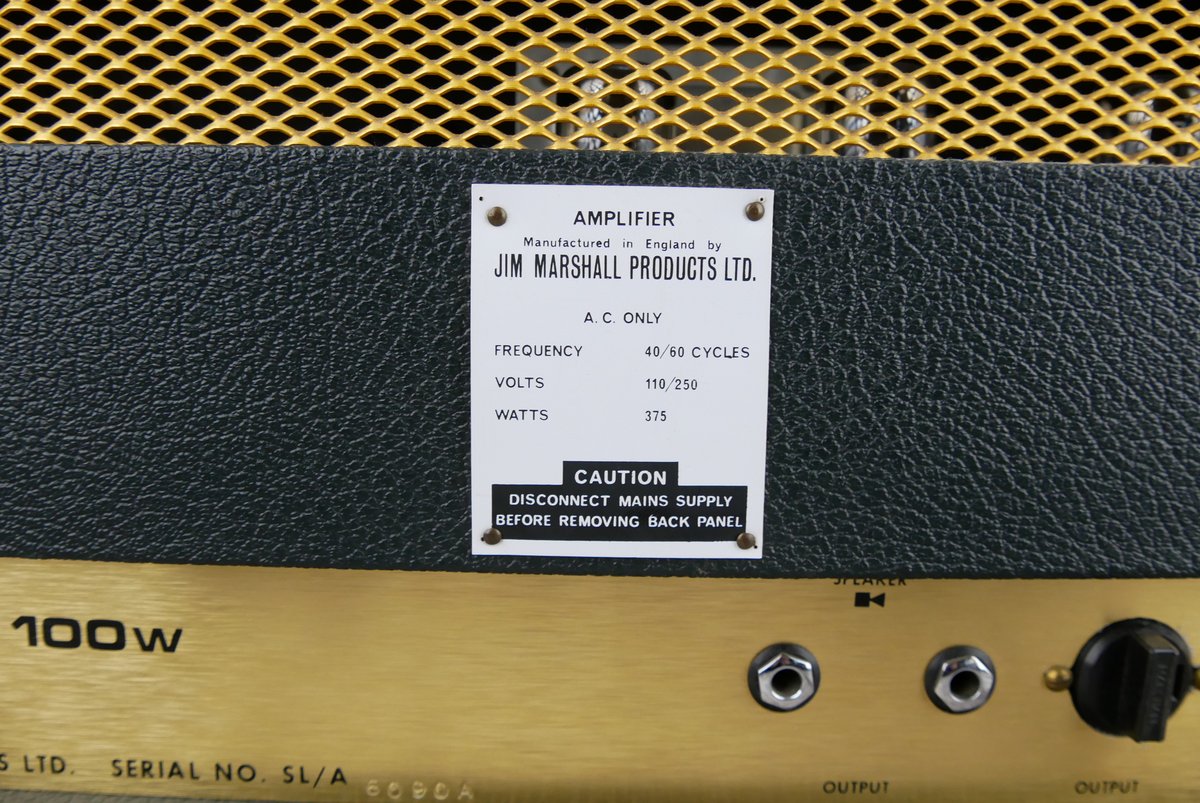 AMPLIFIER
Manufactured in England by
JIM MARSHALL PRODUCTS LTD.
A.C. ONLY
FREQUENCY 40/60 CYCLES
VOLTS 110/250
WATTS 375
CAUTION
DISCONNECT MAINS SUPPLY
BEFORE REMOVING BACK PANEL
SPEAKER
100W
S LTD. SERIAL NO. SL/A 6090A
OUTPUT OUTPUT